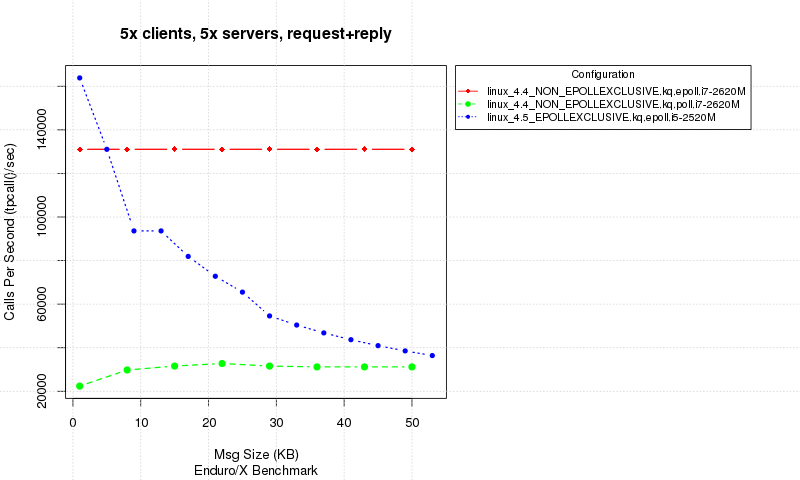 5x clients, 5x servers, request+reply
Configuration
linux_4.4_NON_EPOLLEXCLUSIVE,kq,epoll,i7-2620M
linux_4.4_NON_EPOLLEXCLUSIVE,kq,poll,i7-2620M
linux_4.5_EPOLLEXCLUSIVE,kq,epoll,i5-2520M
Calls Per Second (tpcall()/sec)
140000
100000
60000
20000
0 10 20 30 40 50
Msg Size (KB)
Enduro/X Benchmark